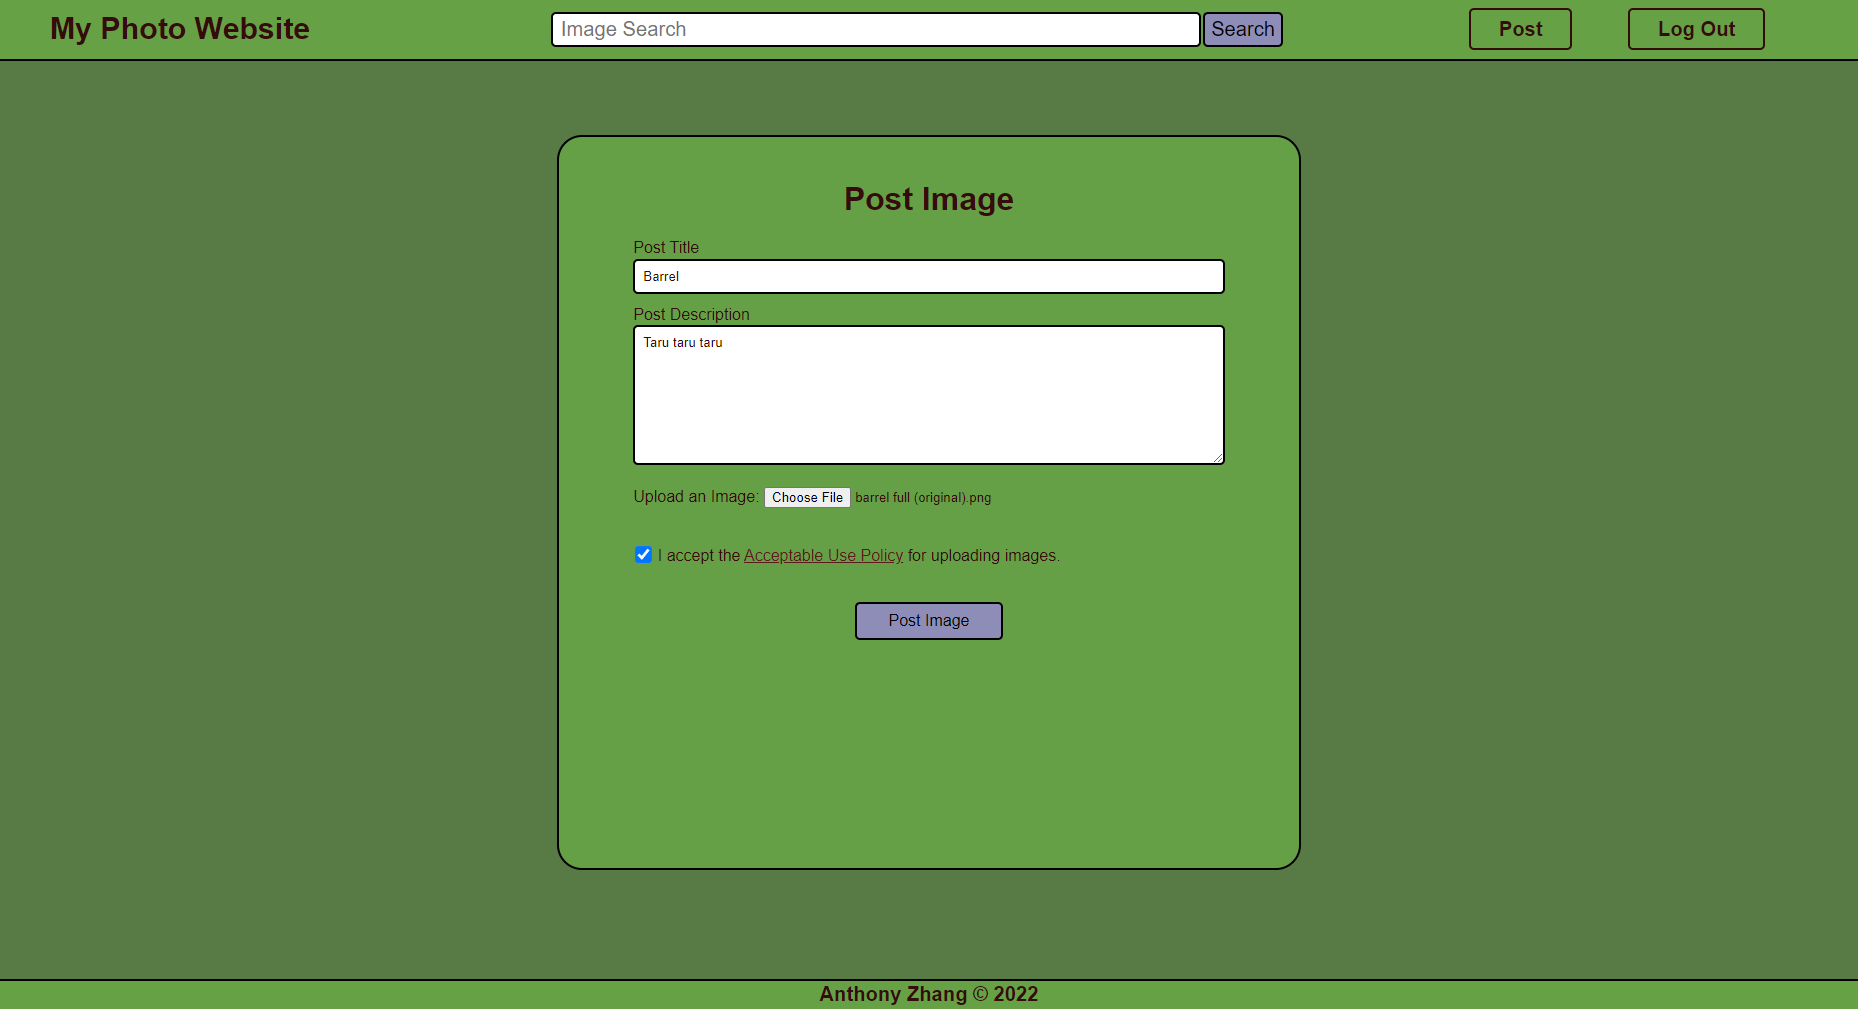 My Photo Website
Image Search
Search
Post
Log Out
Post Image
Post Title
Barrel
Post Description
Taru taru taru
Upload an Image: Choose File barrel full (original).png
I accept the Acceptable Use Policy for uploading images.
Post Image
Anthony Zhang © 2022